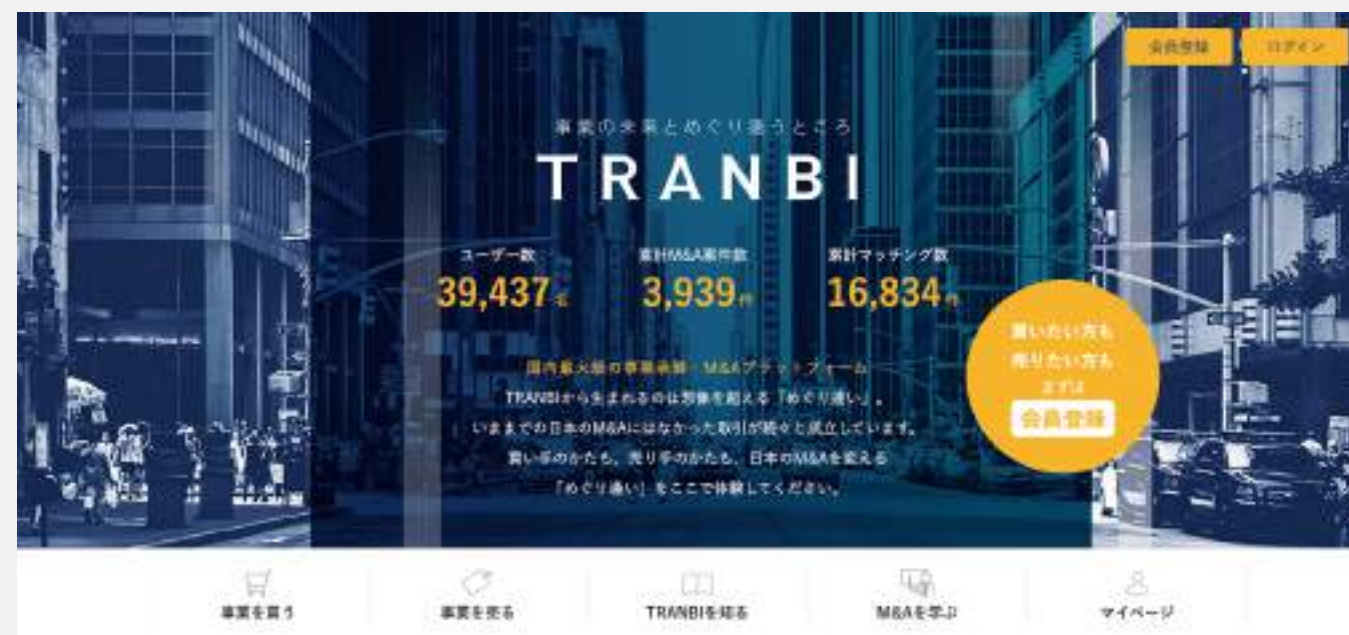 会員登録 ログイン
事業の未来とめぐり逢うところ
TRANBI
ユーザー数 累計M&A案件数 累計マッチング数
39,437名 3,939件 16,834件
国内最大級の事業承継・M&Aプラットフォーム
TRANBIから生まれるのは想像を超える「めぐり逢い」。
いままでの日本のM&Aにはなかった取引が続々と成立しています。
買い手のかたも、売り手のかたも、日本のM&Aを変える
「めぐり逢い」をここで体験してください。
買いたい方も
売りたい方も
まずは
会員登録
事業を買う 事業を売る TRANBIを知る M&Aを学ぶ マイページ